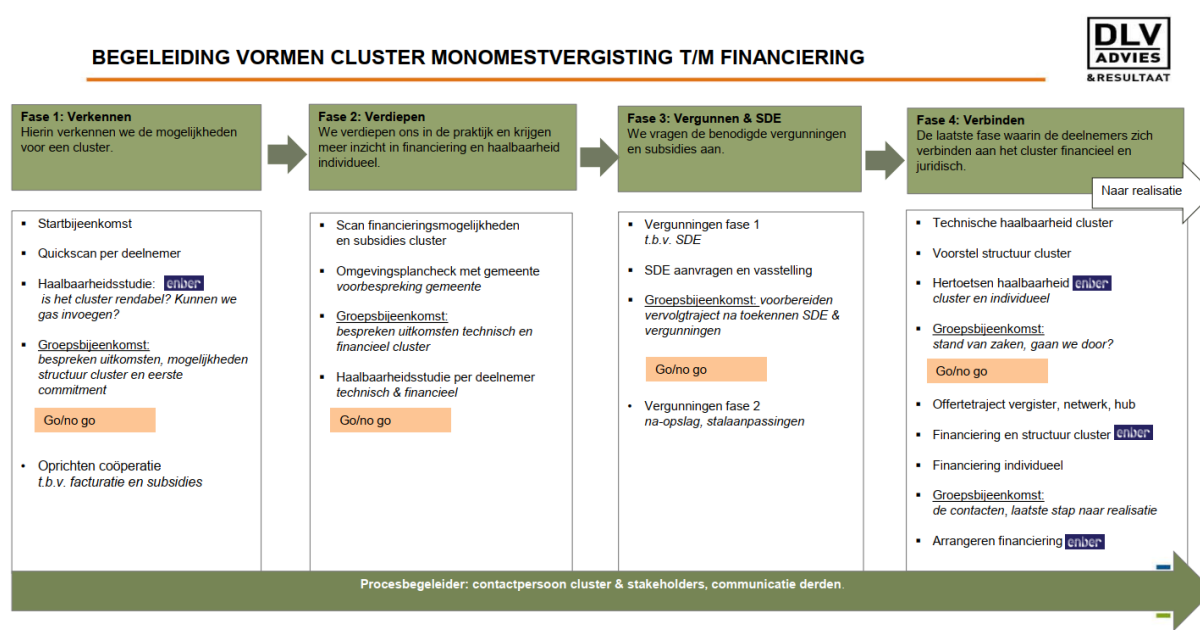 BEGELEIDING VORMEN CLUSTER MONOMESTVERGISTING T/M FINANCIERING
DLV
ADVIES
& RESULTAAT
Fase 1: Verkennen
Hierin verkennen we de mogelijkheden
voor een cluster.
▪ Startbijeenkomst
▪ Quickscan per deelnemer
▪ Haalbaarheidsstudie: enber
is het cluster rendabel? Kunnen we
gas invoegen?
▪ Groepsbijeenkomst:
bespreken uitkomsten, mogelijkheden
structuur cluster en eerste
commitment
Go/no go
• Oprichten coöperatie
t.b.v. facturatie en subsidies
Fase 2: Verdiepen
We verdiepen ons in de praktijk en krijgen
meer inzicht in financiering en haalbaarheid
individueel.
▪ Scan financieringsmogelijkheden
en subsidies cluster
▪ Omgevingsplancheck met gemeente
voorbespreking gemeente
▪ Groepsbijeenkomst:
bespreken uitkomsten technisch en
financieel cluster
▪ Haalbaarheidsstudie per deelnemer
technisch & financieel
Go/no go
Fase 3: Vergunnen & SDE
We vragen de benodigde vergunningen
en subsidies aan.
▪ Vergunningen fase 1
t.b.v. SDE
▪ SDE aanvragen en vasstelling
▪ Groepsbijeenkomst: voorbereiden
vervolgtraject na toekennen SDE &
vergunningen
Go/no go
• Vergunningen fase 2
na-opslag, stalaanpassingen
Fase 4: Verbinden
De laatste fase waarin de deelnemers zich
verbinden aan het cluster financieel en
juridisch.
Naar realisatie
▪ Technische haalbaarheid cluster
▪ Voorstel structuur cluster
▪ Hertoetsen haalbaarheid enber
cluster en individueel
▪ Groepsbijeenkomst:
stand van zaken, gaan we door?
Go/no go
▪ Offertetraject vergister, netwerk, hub
▪ Financiering en structuur cluster enber
▪ Financiering individueel
▪ Groepsbijeenkomst:
de contacten, laatste stap naar realisatie
▪ Arrangeren financiering enber
Procesbegeleider: contactpersoon cluster & stakeholders, communicatie derden.